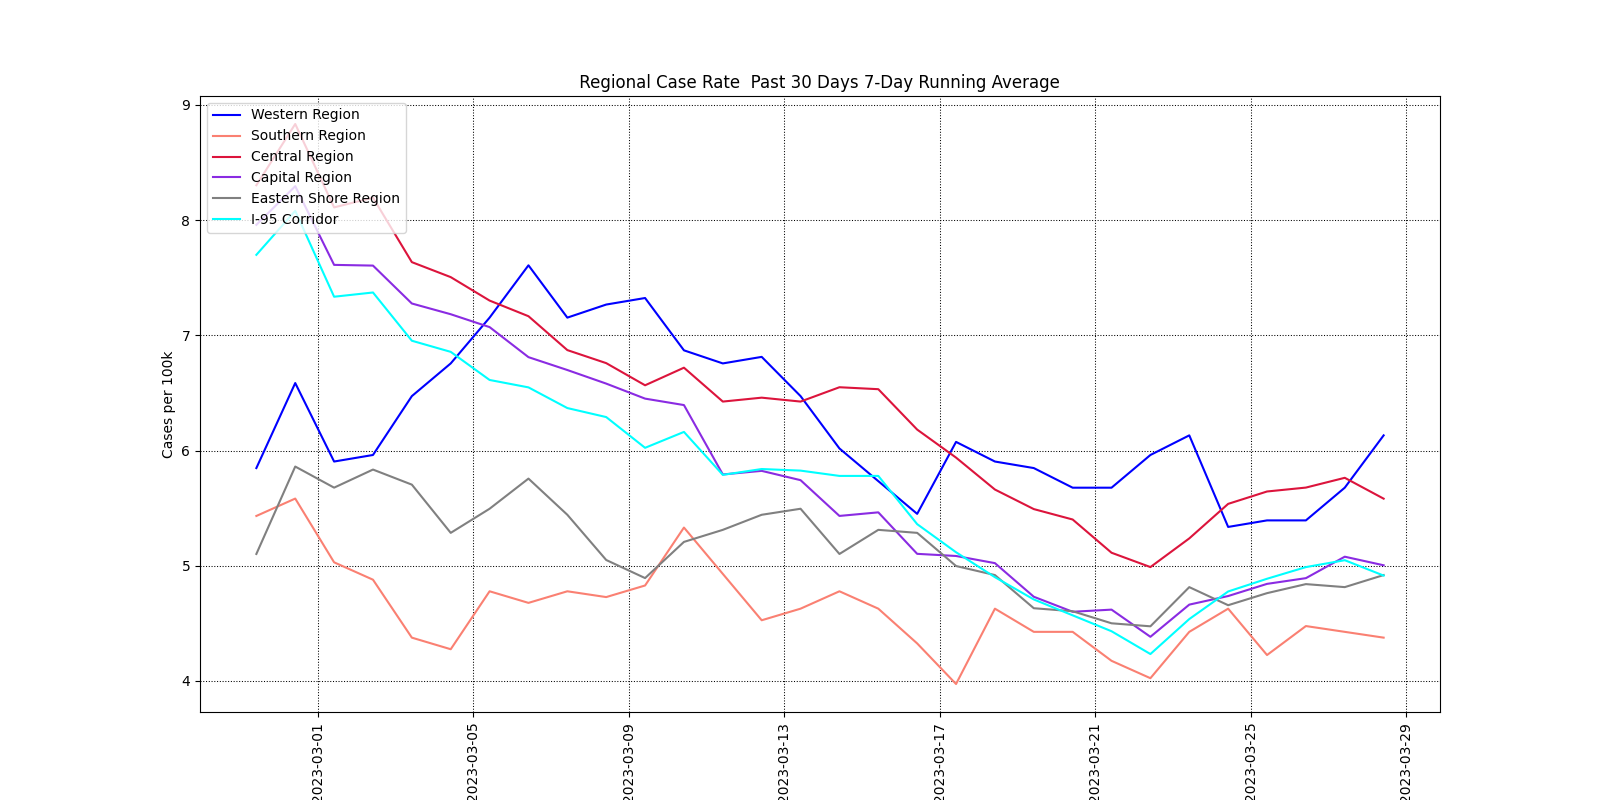 Regional Case Rate  Past 30 Days 7-Day Running Average
Cases per 100k
9
8
7
6
5
4
Western Region
Southern Region
Central Region
Capital Region
Eastern Shore Region
I-95 Corridor
2023-03-01
2023-03-05
2023-03-09
2023-03-13
2023-03-17
2023-03-21
2023-03-25
2023-03-29